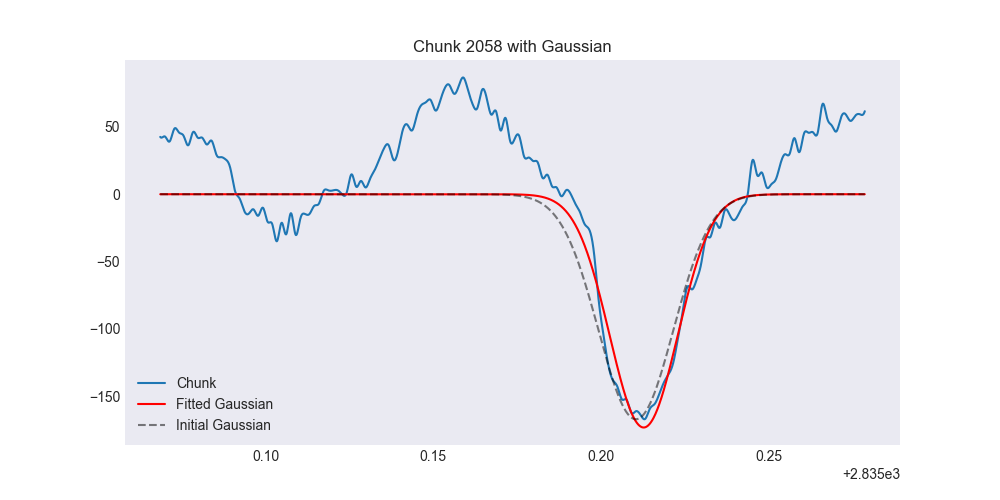 Chunk 2058 with Gaussian
50
0
−50
−100
−150
Chunk
Fitted Gaussian
Initial Gaussian
0.10 0.15 0.20 0.25
+2.835e3